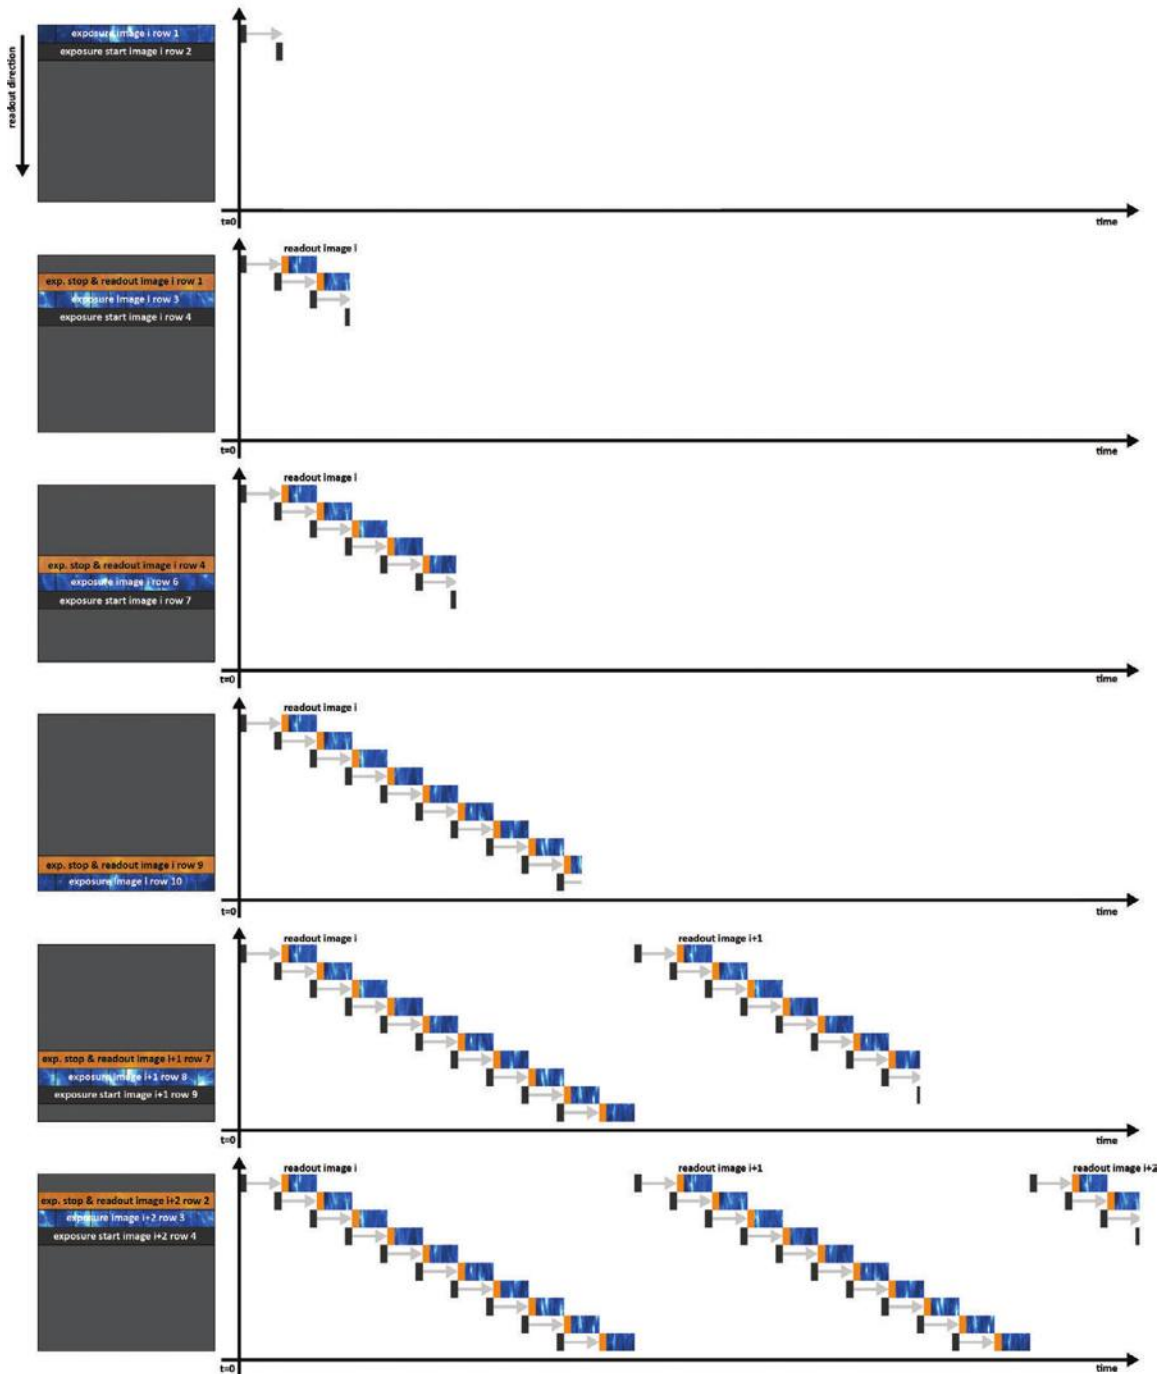 readout direction
exposure image i row 1
exposure start image i row 2
t=0
time
readout image i
exp. stop & readout image i row 1
exposure image i row 3
exposure start image i row 4
t=0
time
readout image i
exp. stop & readout image i row 4
exposure image i row 6
exposure start image i row 7
t=0
time
readout image i
exp. stop & readout image i row 9
exposure image i row 10
t=0
time
readout image i
readout image i+1
exp. stop & readout image i+1 row 7
exposure image i+1 row 8
exposure start image i+1 row 9
t=0
time
readout image i
readout image i+1
readout image i+2
exp. stop & readout image i+2 row 2
exposure image i+2 row 3
exposure start image i+2 row 4
t=0
time